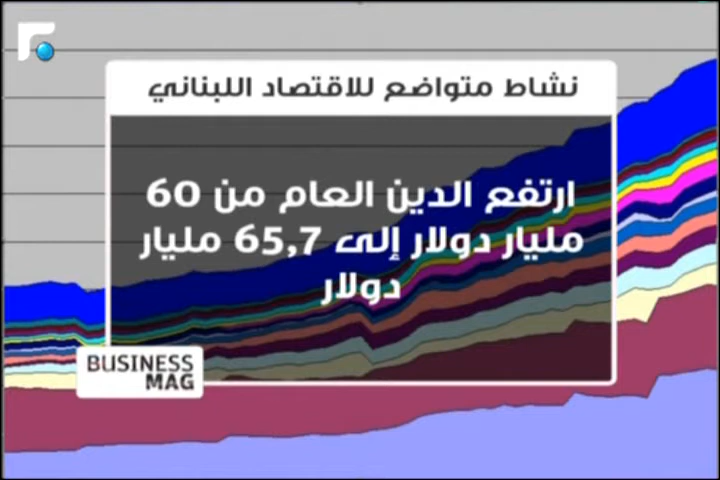 نشاط متواضع للاقتصاد اللبناني
ارتفع الدين العام من 60
مليار دولار إلى 65,7 مليار
دولار
BUSINESS
MAG